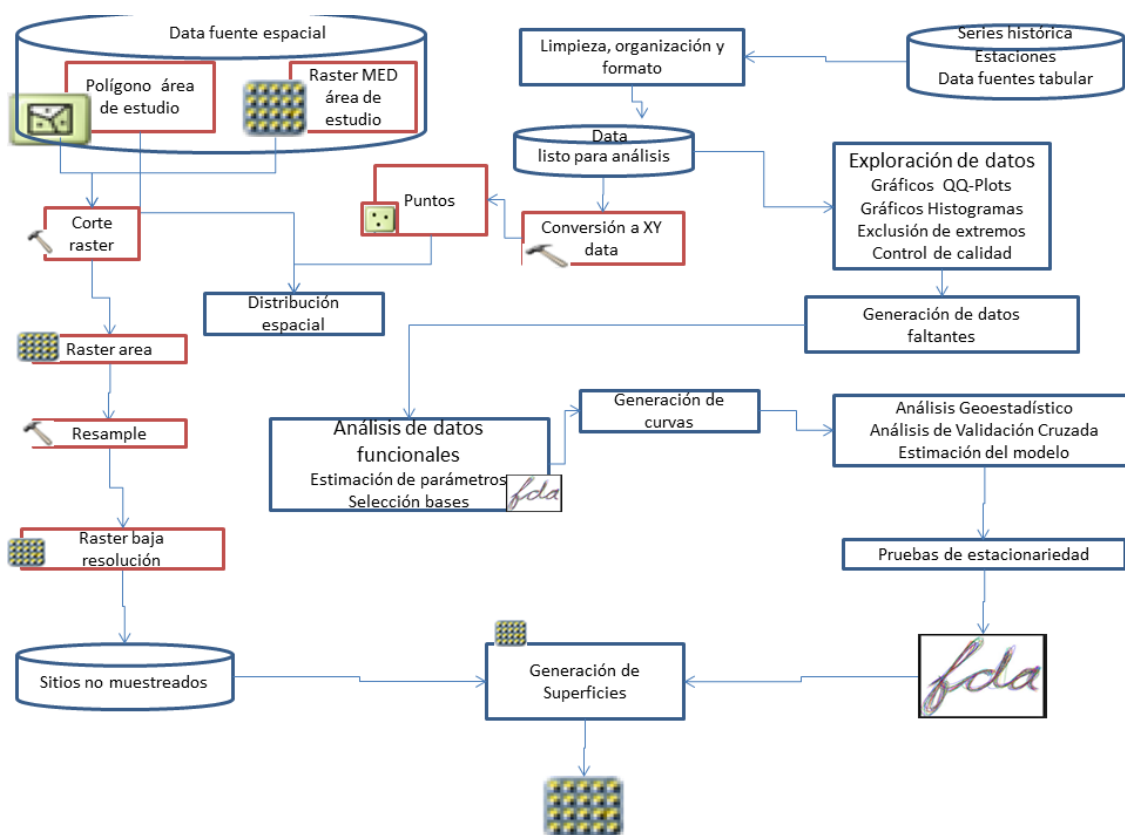 Data fuente espacial
Polígono área
de estudio
Raster MED
área de
estudio
Limpieza, organización y
formato
Series histórica
Estaciones
Data fuentes tabular
Data
listo para análisis
Puntos
Conversión a XY
data
Exploración de datos
Gráficos QQ-Plots
Gráficos Histogramas
Exclusión de extremos
Control de calidad
Corte
raster
Distribución
espacial
Generación de datos
faltantes
Raster area
Resample
Análisis de datos
funcionales
Estimación de parámetros
Selección bases
fda
Generación de
curvas
Análisis Geoestadístico
Análisis de Validación Cruzada
Estimación del modelo
Raster baja
resolución
Pruebas de estacionariedad
Sitios no muestreados
Generación de
Superficies
fda